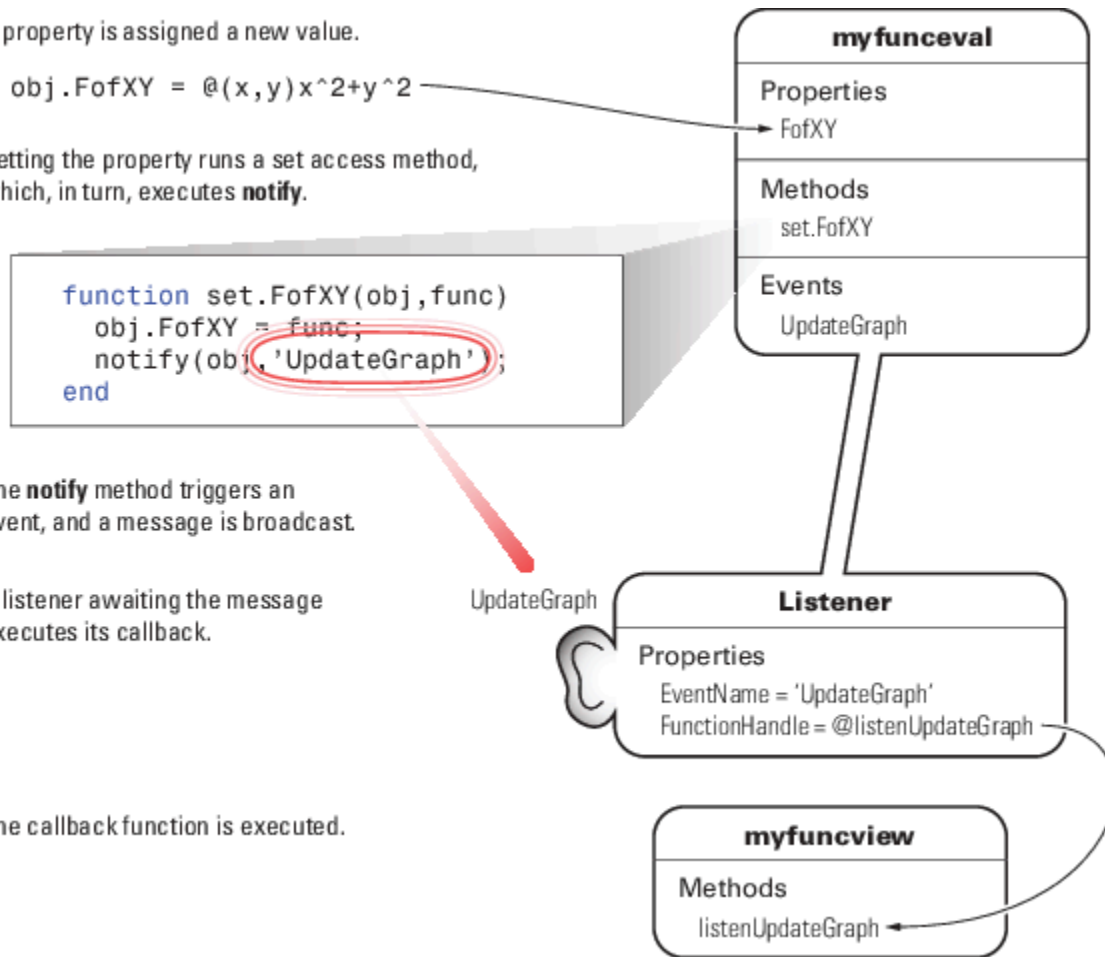 property is assigned a new value.
obj.FofXY = @(x,y)x^2+y^2
etting the property runs a set access method,
hich, in turn, executes notify.
function set.FofXY(obj,func)
obj.FofXY = func;
notify(obj,'UpdateGraph');
end
he notify method triggers an
vent, and a message is broadcast.
listener awaiting the message
xecutes its callback.
he callback function is executed.
myfunceval
Properties
FofXY
Methods
set.FofXY
Events
UpdateGraph
UpdateGraph
Listener
Properties
EventName = 'UpdateGraph'
FunctionHandle = @listenUpdateGraph
myfuncview
Methods
listenUpdateGraph